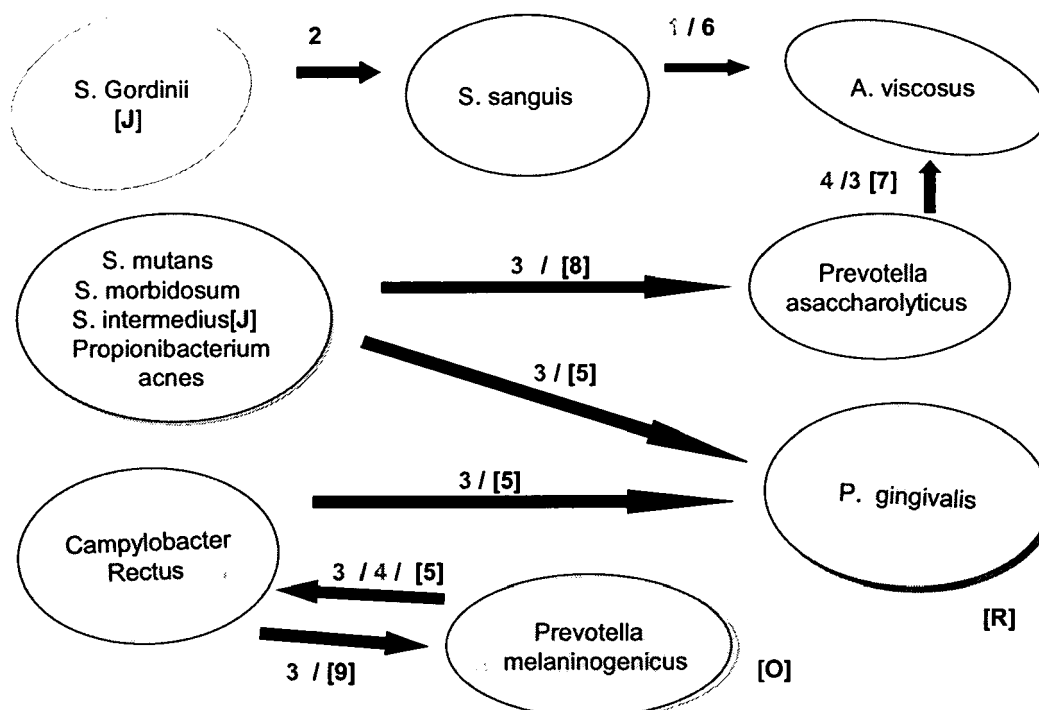 2
1 / 6
S. Gordinii
[J]
S. sanguis
A. viscosus
4 /3 [7]
S. mutans
S. morbidosum
S. intermedius[J]
Propionibacterium
acnes
3 / [8]
Prevotella
asaccharolyticus
3 / [5]
3 / [5]
P. gingivalis
Campylobacter
Rectus
3 / 4 / [5]
[R]
Prevotella
melaninogenicus
3 / [9]
[O]